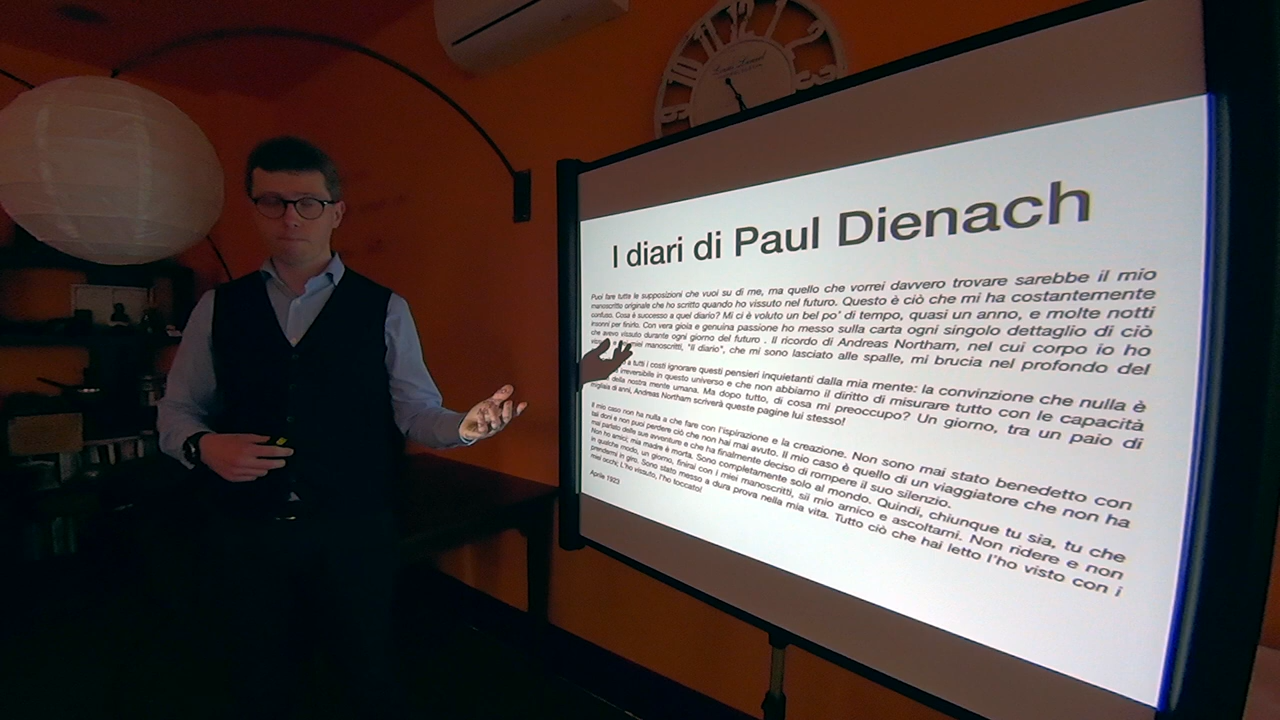 I diari di Paul Dienach
Puoi fare tutte le supposizioni che vuoi su di me, ma quello che vorrei davvero trovare sarebbe il mio
manoscritto originale che ho scritto quando ho vissuto nel futuro. Questo è ciò che mi ha costantemente
confuso. Cosa è successo a quel diario? Mi ci è voluto un bel po' di tempo, quasi un anno, e molte notti
insonni per finirlo. Con vera gioia e genuina passione ho messo sulla carta ogni singolo dettaglio di ciò
che avevo vissuto durante ogni giorno del futuro . Il ricordo di Andreas Northam, nel cui corpo io ho
miei manoscritti, "Il diario", che mi sono lasciato alle spalle, mi brucia nel profondo del
a tutti i costi ignorare questi pensieri inquietanti dalla mia mente: la convinzione che nulla è
irreversibile in questo universo e che non abbiamo il diritto di misurare tutto con le capacità
della nostra mente umana. Ma dopo tutto, di cosa mi preoccupo? Un giorno, tra un paio di
migliaia d'anni, Andreas Northam scriverà queste pagine lui stesso!
Il mio caso non ha nulla a che fare con l'ispirazione e la creazione. Non sono mai stato benedetto con
tali doni e non puoi perdere ciò che non hai mai avuto. Il mio caso è quello di un viaggiatore che non ha
mai parlato delle sue avventure e che ha finalmente deciso di rompere il suo silenzio.
Non ho amici; mia madre è morta. Sono completamente solo al mondo. Quindi, chiunque tu sia, tu che
in qualche modo, un giorno, finirai con i miei manoscritti, sii mio amico e ascoltami. Non ridere e non
prendermi in giro. Sono stato messo a dura prova nella mia vita. Tutto ciò che hai letto l'ho visto con i
miei occhi; L'ho vissuto, l'ho toccato!
Aprile 1923